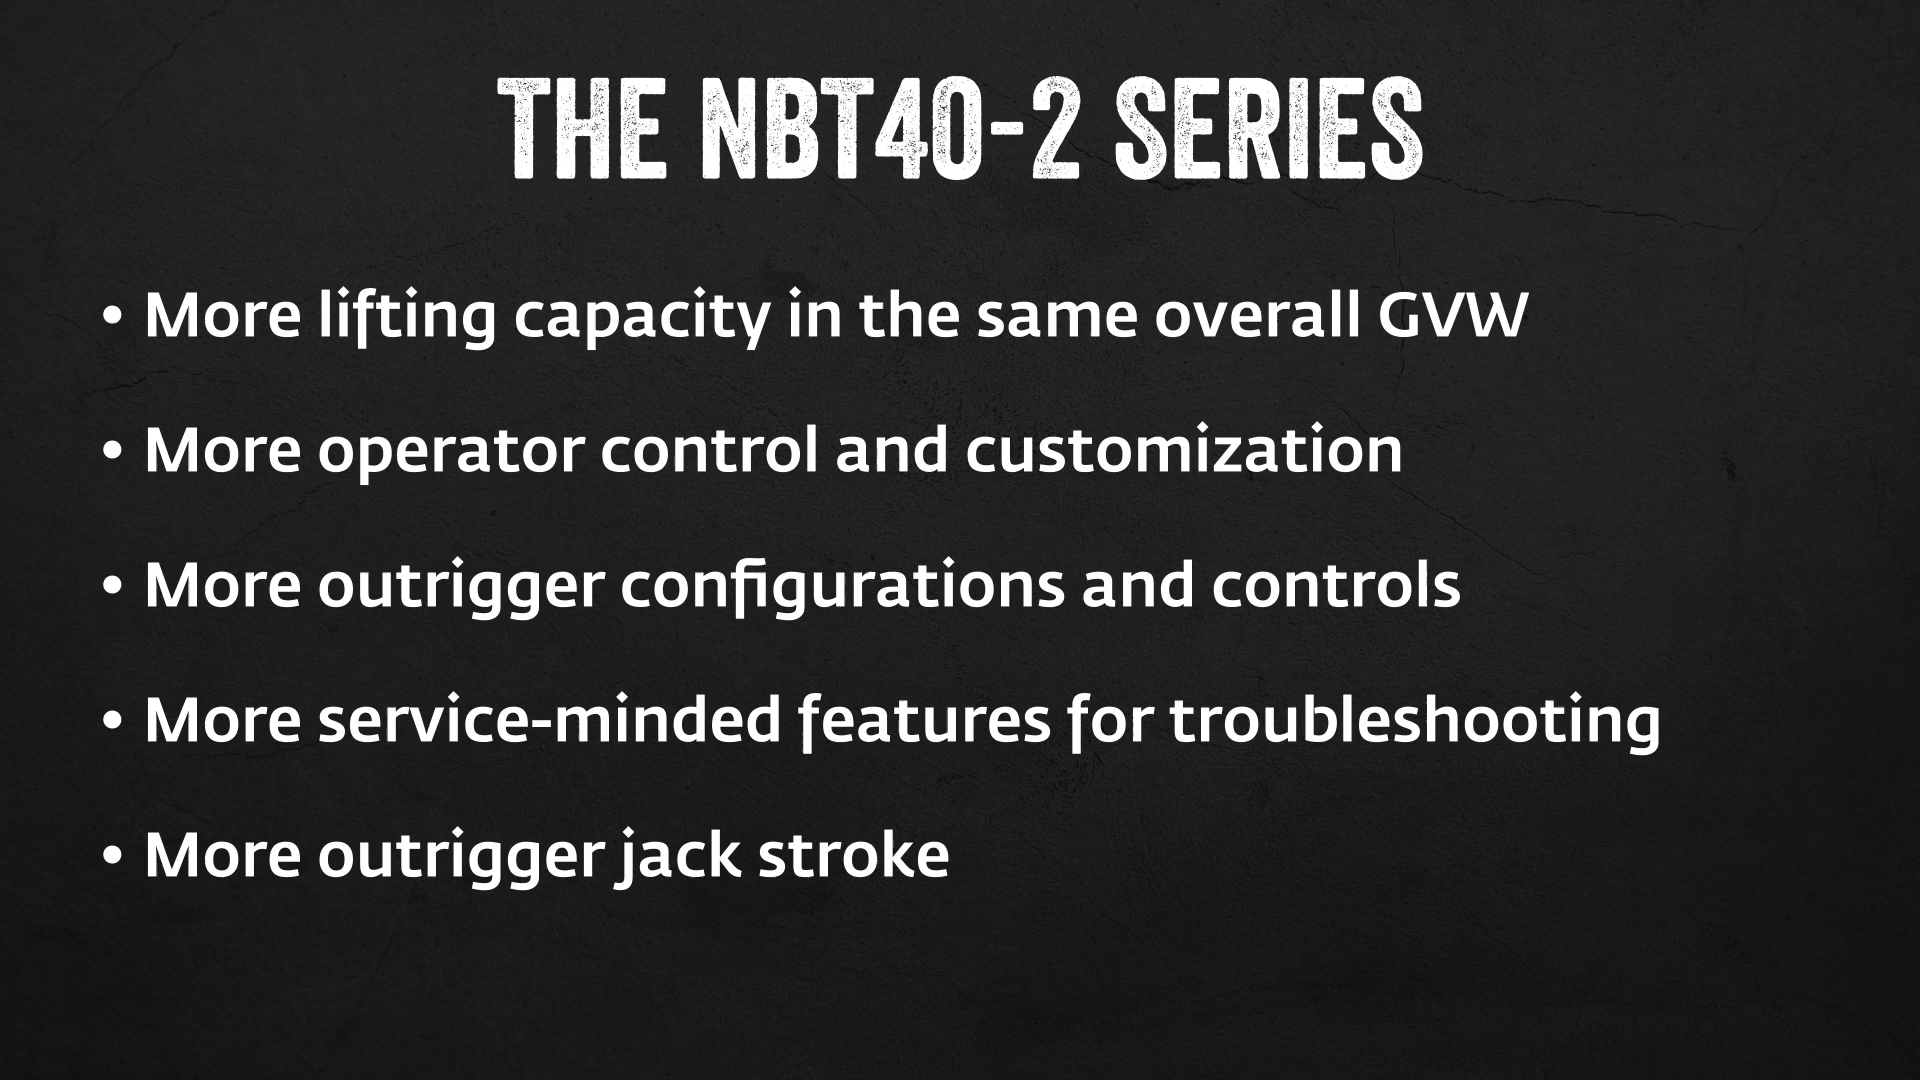 THE NBT40-2 SERIES
• More lifting capacity in the same overall GVW
• More operator control and customization
• More outrigger configurations and controls
• More service-minded features for troubleshooting
• More outrigger jack stroke